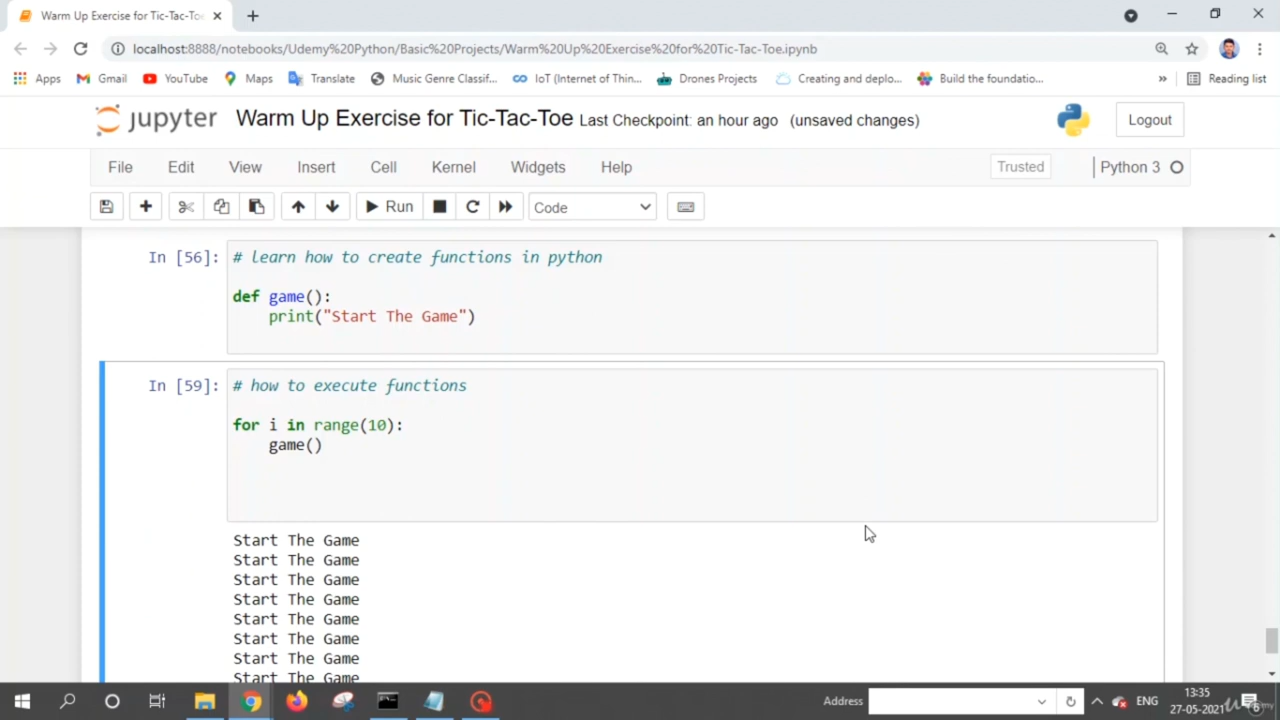 Warm Up Exercise for Tic-Tac-Toe
localhost:8888/notebooks/Udemy%20Python/Basic%20Projects/Warm%20Up%20Exercise%20for%20Tic-Tac-Toe.ipynb
Apps Gmail YouTube Maps Translate Music Genre Classif... IoT (Internet of Thin... Drones Projects Creating and deplo... Build the foundatio... » Reading list
jupyter Warm Up Exercise for Tic-Tac-Toe Last Checkpoint: an hour ago (unsaved changes) Logout
File Edit View Insert Cell Kernel Widgets Help Trusted Python 3
Run Code
In [56]: # learn how to create functions in python
def game():
print("Start The Game")
In [59]: # how to execute functions
for i in range(10):
game()
Start The Game
Start The Game
Start The Game
Start The Game
Start The Game
Start The Game
Start The Game
Start The Game
Address ENG 13:35
27-05-2021